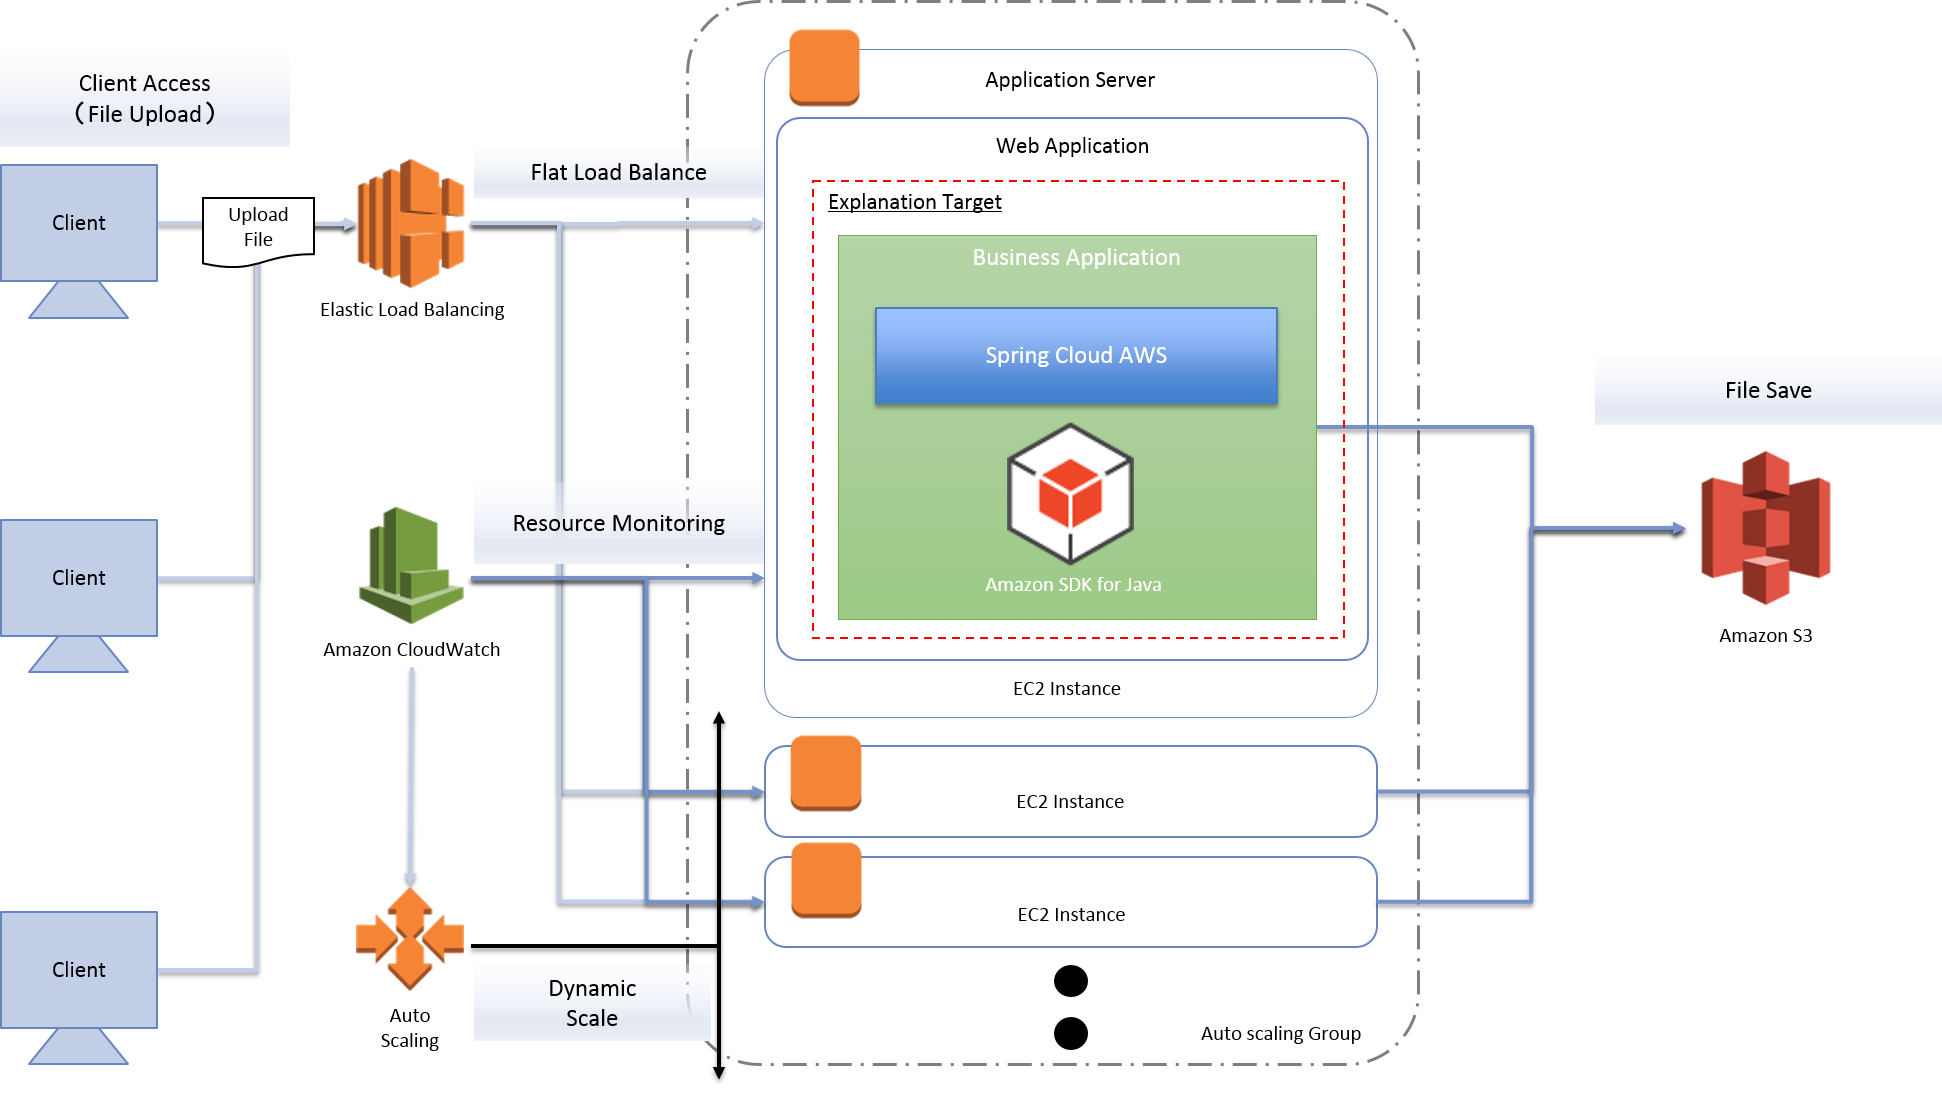 Client Access
(File Upload)
Client
Upload
File
Elastic Load Balancing
Flat Load Balance
Application Server
Web Application
Explanation Target
Business Application
Spring Cloud AWS
Amazon SDK for Java
EC2 Instance
File Save
Amazon S3
Client
Resource Monitoring
Amazon CloudWatch
EC2 Instance
EC2 Instance
Client
Auto
Scaling
Dynamic
Scale
Auto scaling Group